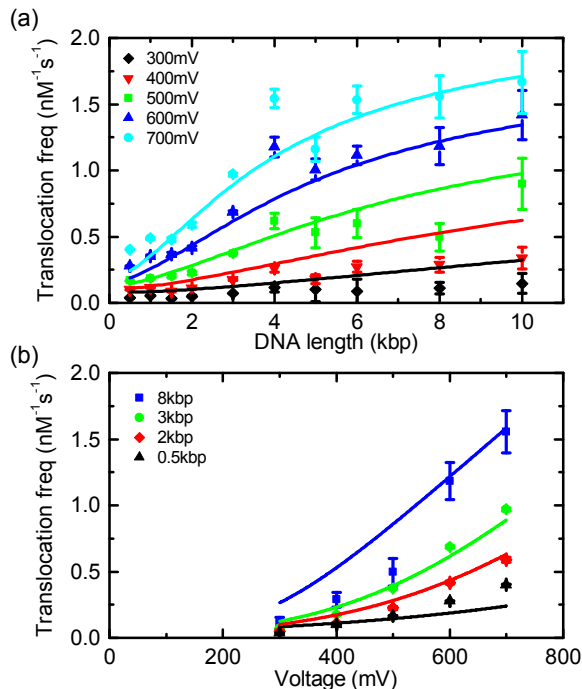 (a)
2.0
1.5
1.0
0.5
0.0
Translocation freq (nM⁻¹s⁻¹)
300mV
400mV
500mV
600mV
700mV
0 2 4 6 8 10
DNA length (kbp)
(b)
2.0
1.5
1.0
0.5
0.0
Translocation freq (nM⁻¹s⁻¹)
8kbp
3kbp
2kbp
0.5kbp
0 200 400 600 800
Voltage (mV)